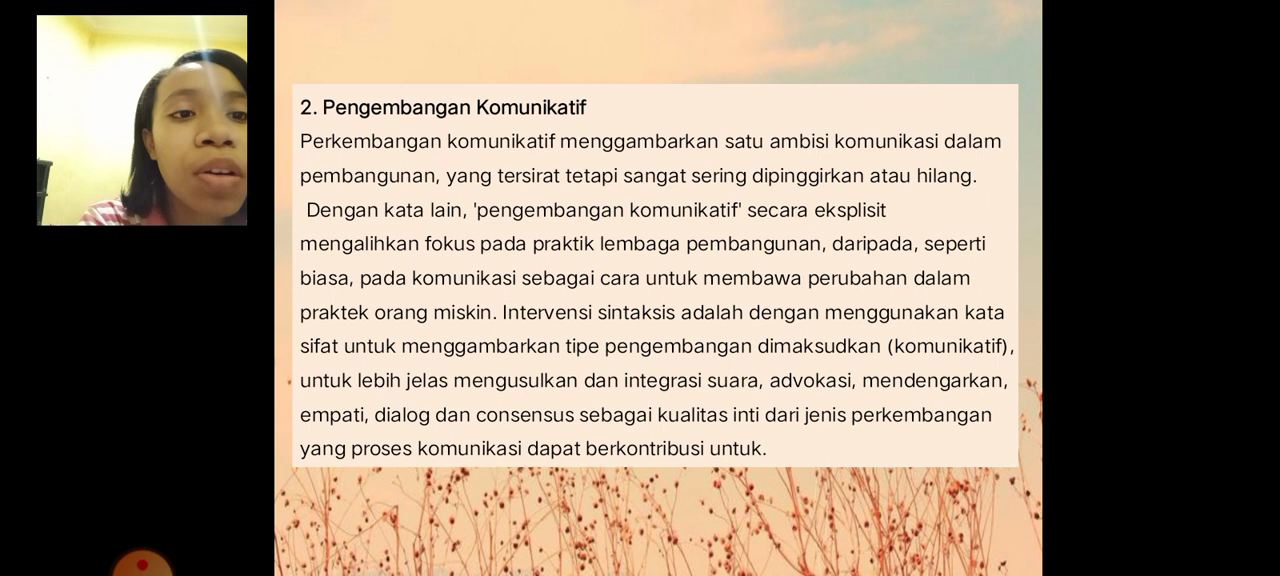 2. Pengembangan Komunikatif
Perkembangan komunikatif menggambarkan satu ambisi komunikasi dalam
pembangunan, yang tersirat tetapi sangat sering dipinggirkan atau hilang.
Dengan kata lain, 'pengembangan komunikatif' secara eksplisit
mengalihkan fokus pada praktik lembaga pembangunan, daripada, seperti
biasa, pada komunikasi sebagai cara untuk membawa perubahan dalam
praktek orang miskin. Intervensi sintaksis adalah dengan menggunakan kata
sifat untuk menggambarkan tipe pengembangan dimaksudkan (komunikatif),
untuk lebih jelas mengusulkan dan integrasi suara, advokasi, mendengarkan,
empati, dialog dan consensus sebagai kualitas inti dari jenis perkembangan
yang proses komunikasi dapat berkontribusi untuk.